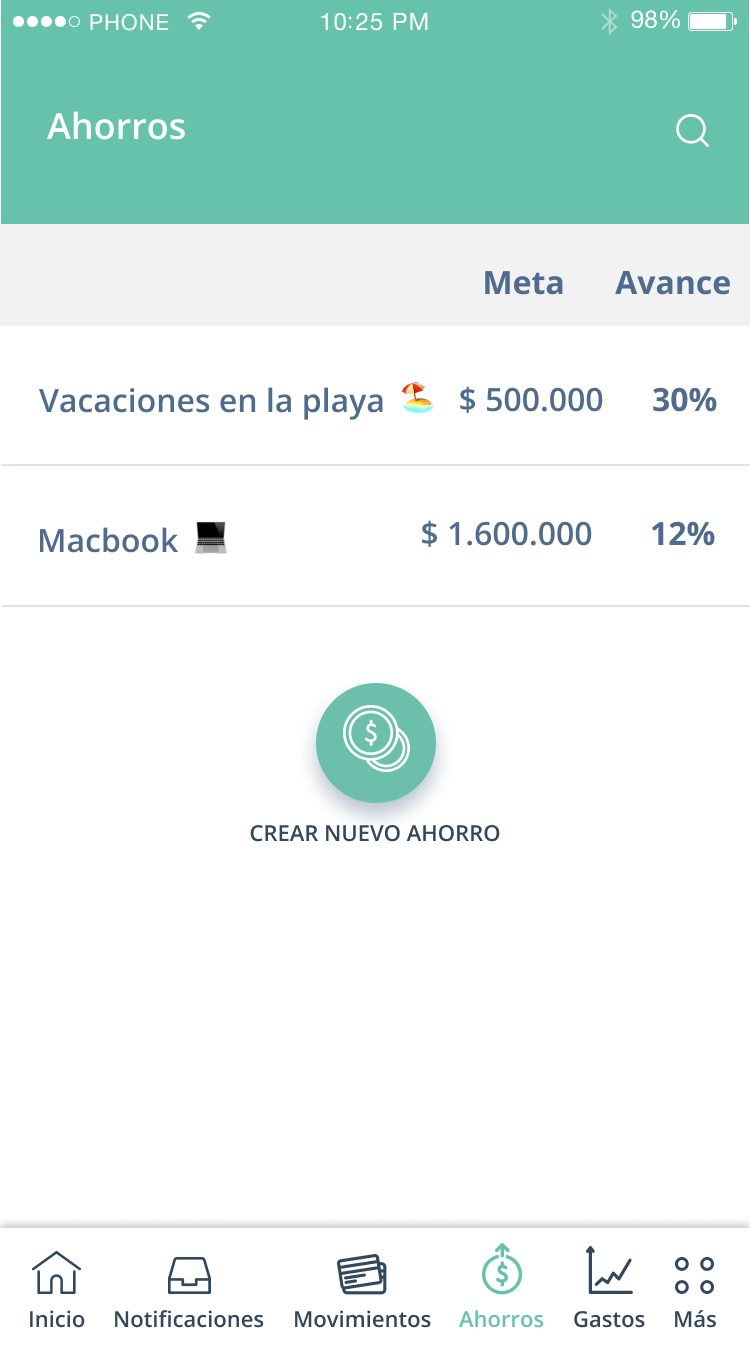 PHONE 10:25 PM 98%
Ahorros
Meta Avance
Vacaciones en la playa 🏖️ $ 500.000 30%
Macbook 💻 $ 1.600.000 12%
$
CREAR NUEVO AHORRO
$
Inicio Notificaciones Movimientos Ahorros Gastos Más